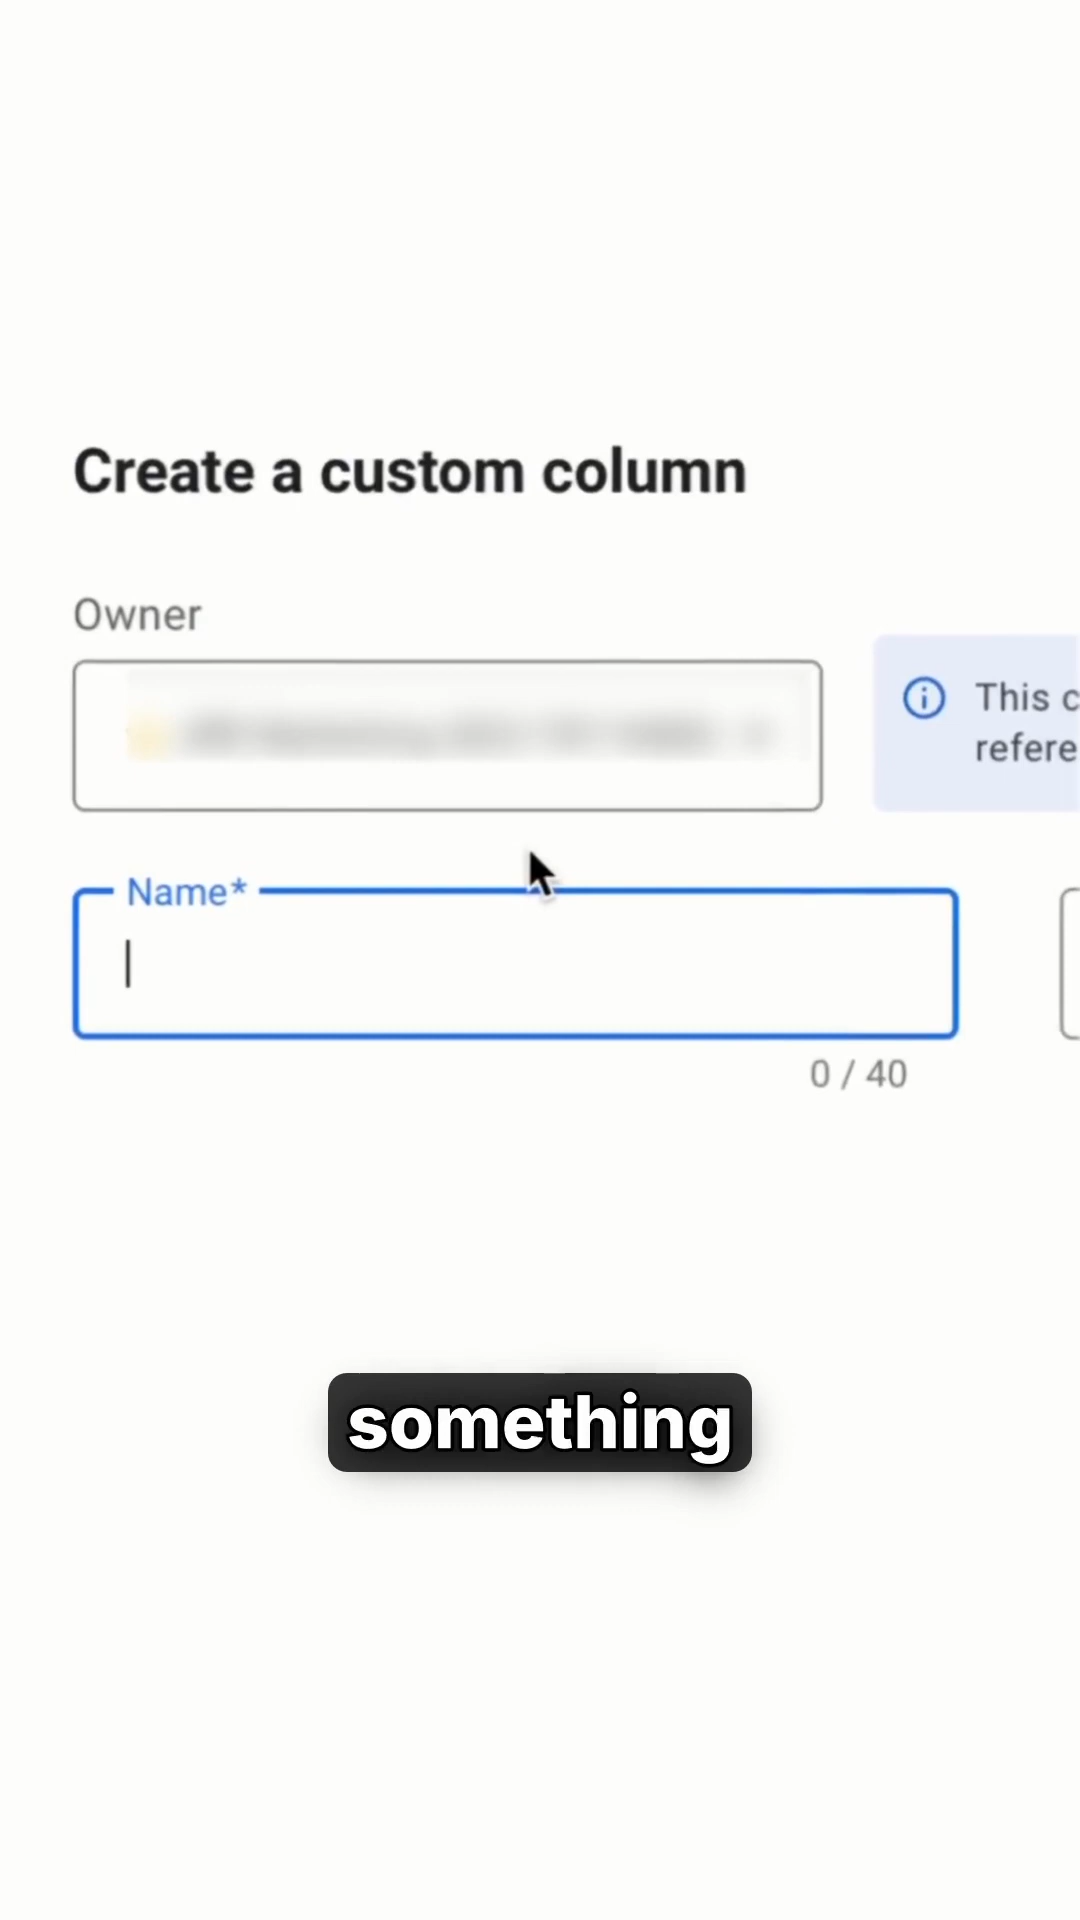 Create a custom column
Owner
This c
refere
Name*
0 / 40
something